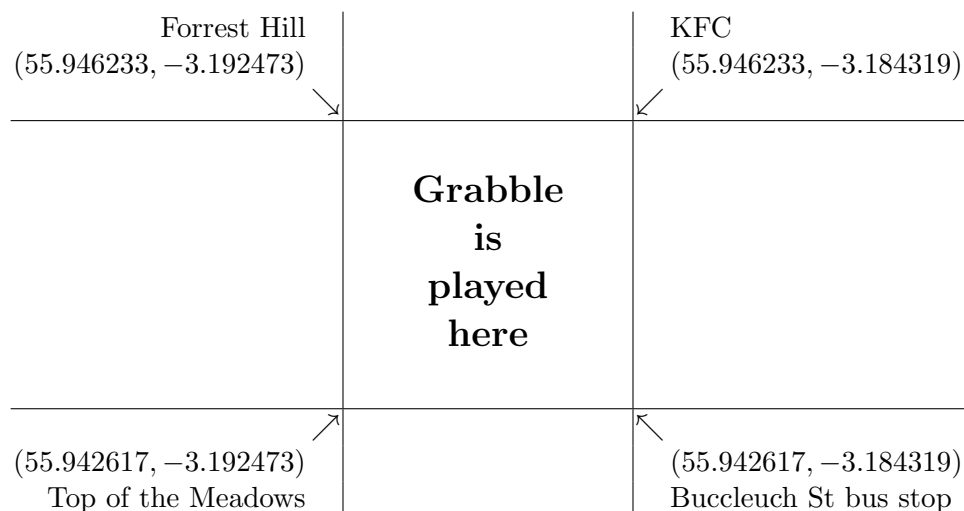 Forrest Hill
(55.946233, −3.192473)
KFC
(55.946233, −3.184319)
Grabble
is
played
here
(55.942617, −3.192473)
Top of the Meadows
(55.942617, −3.184319)
Buccleuch St bus stop